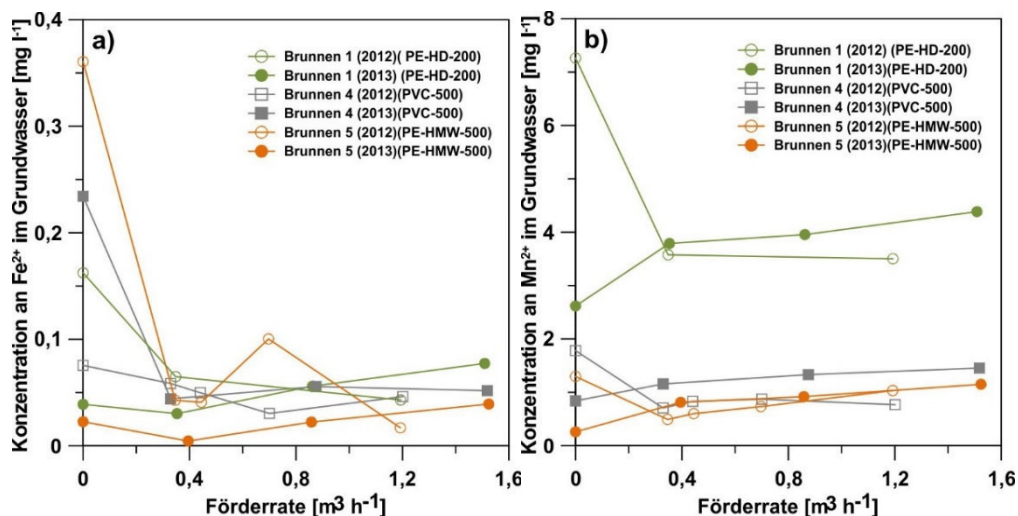 a)
Konzentration an Fe²⁺ im Grundwasser [mg l⁻¹]
0,4
0,3
0,2
0,1
0
Brunnen 1 (2012)( PE-HD-200)
Brunnen 1 (2013) (PE-HD-200)
Brunnen 4 (2012)(PVC-500)
Brunnen 4 (2013)(PVC-500)
Brunnen 5 (2012)(PE-HMW-500)
Brunnen 5 (2013)(PE-HMW-500)
0 0,4 0,8 1,2 1,6
Förderrate [m³ h⁻¹]
b)
Konzentration an Mn²⁺ im Grundwasser [mg l⁻¹]
8
6
4
2
0
Brunnen 1 (2012) (PE-HD-200)
Brunnen 1 (2013)(PE-HD-200)
Brunnen 4 (2012)(PVC-500)
Brunnen 4 (2013)(PVC-500)
Brunnen 5 (2012)(PE-HMW-500)
Brunnen 5 (2013)(PE-HMW-500)
0 0,4 0,8 1,2 1,6
Förderrate [m³ h⁻¹]